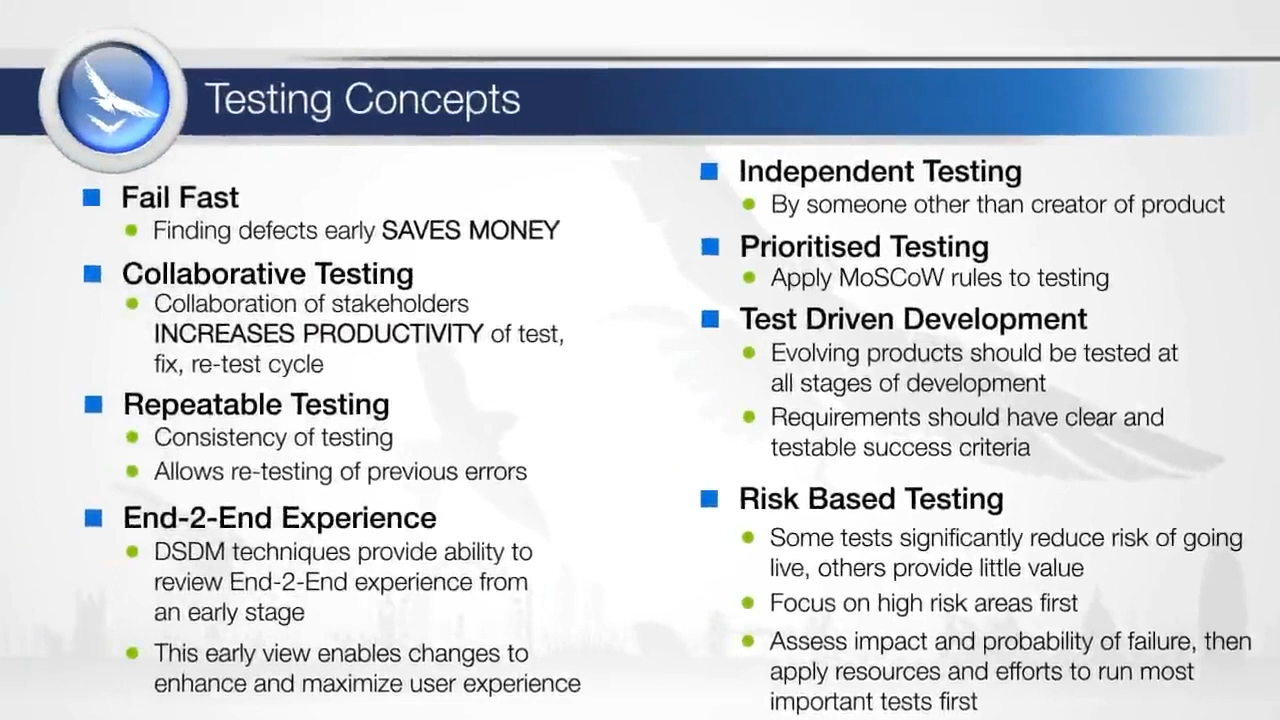 Testing Concepts
Fail Fast
Finding defects early SAVES MONEY
Collaborative Testing
Collaboration of stakeholders
INCREASES PRODUCTIVITY of test,
fix, re-test cycle
Repeatable Testing
Consistency of testing
Allows re-testing of previous errors
End-2-End Experience
DSDM techniques provide ability to
review End-2-End experience from
an early stage
This early view enables changes to
enhance and maximize user experience
Independent Testing
By someone other than creator of product
Prioritised Testing
Apply MoSCoW rules to testing
Test Driven Development
Evolving products should be tested at
all stages of development
Requirements should have clear and
testable success criteria
Risk Based Testing
Some tests significantly reduce risk of going
live, others provide little value
Focus on high risk areas first
Assess impact and probability of failure, then
apply resources and efforts to run most
important tests first